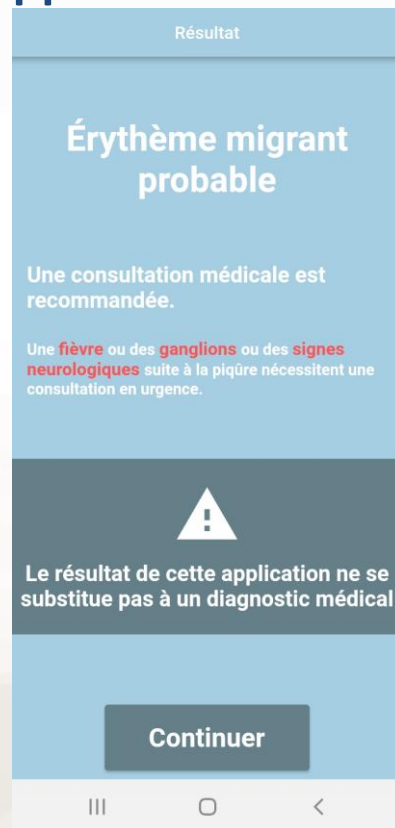 Résultat
Érythème migrant
probable
Une consultation médicale est
recommandée.
Une fièvre ou des ganglions ou des signes
neurologiques suite à la piqûre nécessitent une
consultation en urgence.
Le résultat de cette application ne se
substitue pas à un diagnostic médical
Continuer